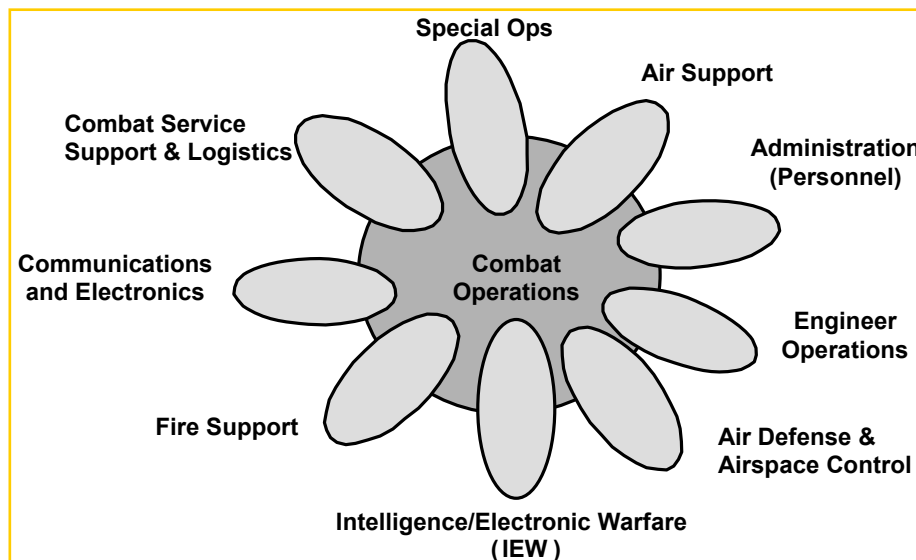 Special Ops
Air Support
Combat Service
Support & Logistics
Administration
(Personnel)
Communications
and Electronics
Combat
Operations
Engineer
Operations
Fire Support
Air Defense &
Airspace Control
Intelligence/Electronic Warfare
( IEW )